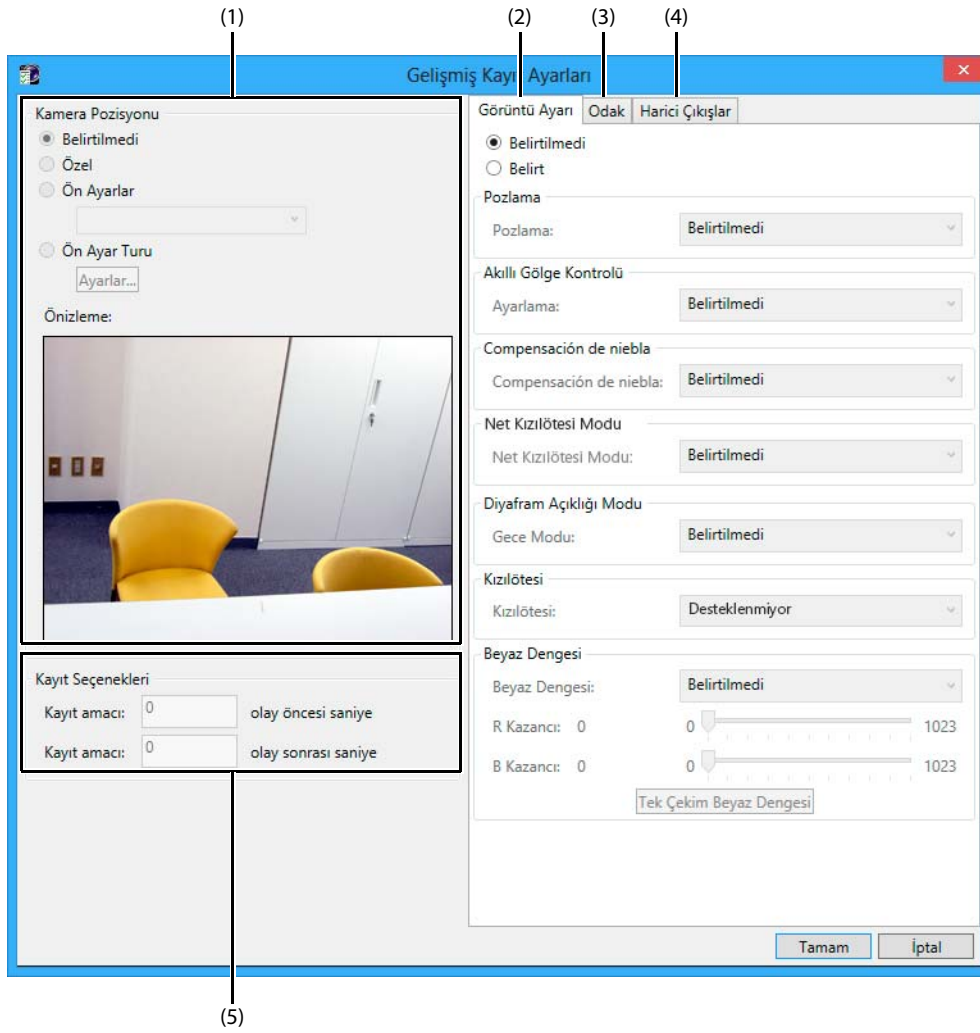 (1)
(2)
(3)
(4)
Gelişmiş Kayıt Ayarları
Kamera Pozisyonu
Belirtilmedi
Özel
Ön Ayarlar
Ön Ayar Turu
Ayarlar...
Önizleme:
Kayıt Seçenekleri
Kayıt amacı: 0 olay öncesi saniye
Kayıt amacı: 0 olay sonrası saniye
Görüntü Ayarı Odak Harici Çıkışlar
Belirtilmedi
Belirt
Pozlama
Pozlama: Belirtilmedi
Akıllı Gölge Kontrolü
Ayarlama: Belirtilmedi
Compensación de niebla
Compensación de niebla: Belirtilmedi
Net Kızılötesi Modu
Net Kızılötesi Modu: Belirtilmedi
Diyafram Açıklığı Modu
Gece Modu: Belirtilmedi
Kızılötesi
Kızılötesi: Desteklenmiyor
Beyaz Dengesi
Beyaz Dengesi: Belirtilmedi
R Kazancı: 0 0 1023
B Kazancı: 0 0 1023
Tek Çekim Beyaz Dengesi
Tamam İptal
(5)